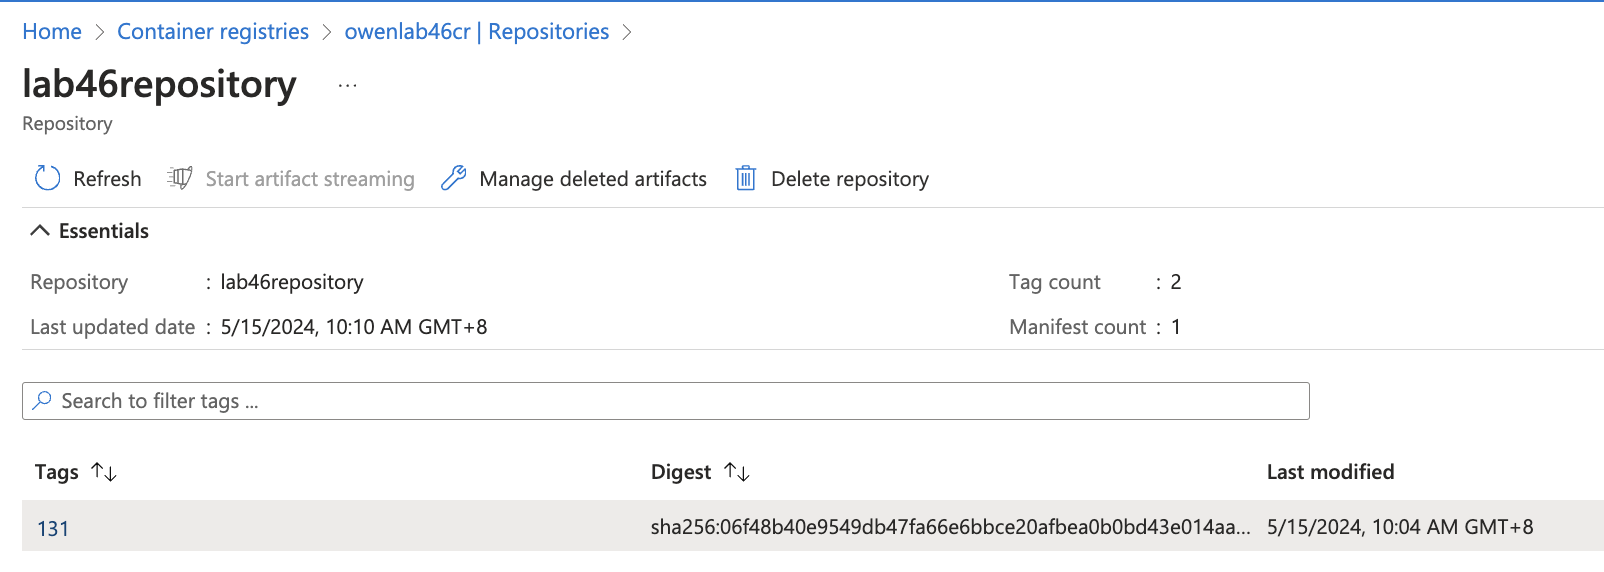 Home > Container registries > owenlab46cr | Repositories >
lab46repository ...
Repository
Refresh Start artifact streaming Manage deleted artifacts Delete repository
Essentials
Repository : lab46repository Tag count : 2
Last updated date : 5/15/2024, 10:10 AM GMT+8 Manifest count : 1
Search to filter tags ...
Tags ↑↓ Digest ↑↓ Last modified
131 sha256:06f48b40e9549db47fa66e6bbce20afbea0b0bd43e014aa... 5/15/2024, 10:04 AM GMT+8